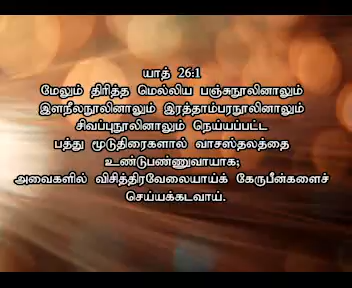 யாத் 26:1
மேலும் திரித்த மெல்லிய பஞ்சுநூலினாலும்
இளநீலநூலினாலும் இரத்தாம்பரநூலினாலும்
சிவப்புநூலினாலும் நெய்யப்பட்ட
பத்து மூடுதிரைகளால் வாசஸ்தலத்தை
உண்டுபண்ணுவாயாக;
அவைகளில் விசித்திரவேலையாய்க் கேருபீன்களைச்
செய்யக்கடவாய்.